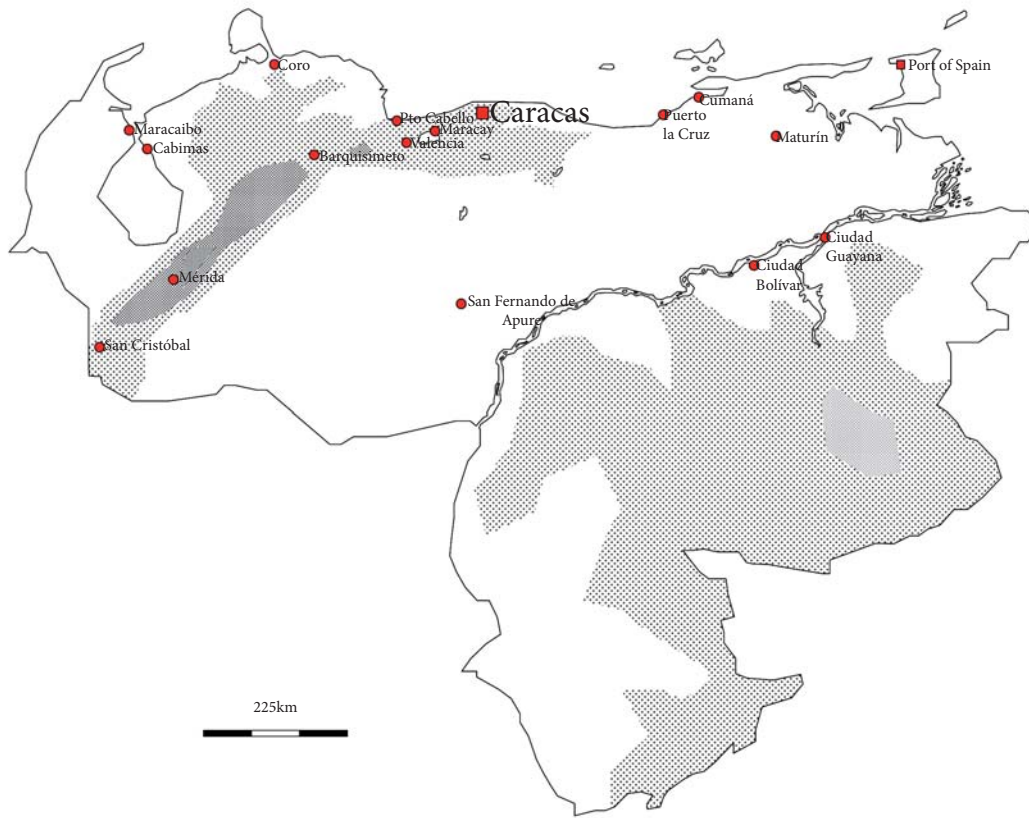 Coro
Port of Spain
Cumaná
Caracas
Pto Cabello
Puerto
la Cruz
Maracaibo
Maracay
Maturín
Cabimas
Valencia
Barquisimeto
Ciudad
Guayana
Ciudad
Bolívar
Mérida
San Fernando de
Apure
San Cristóbal
225km